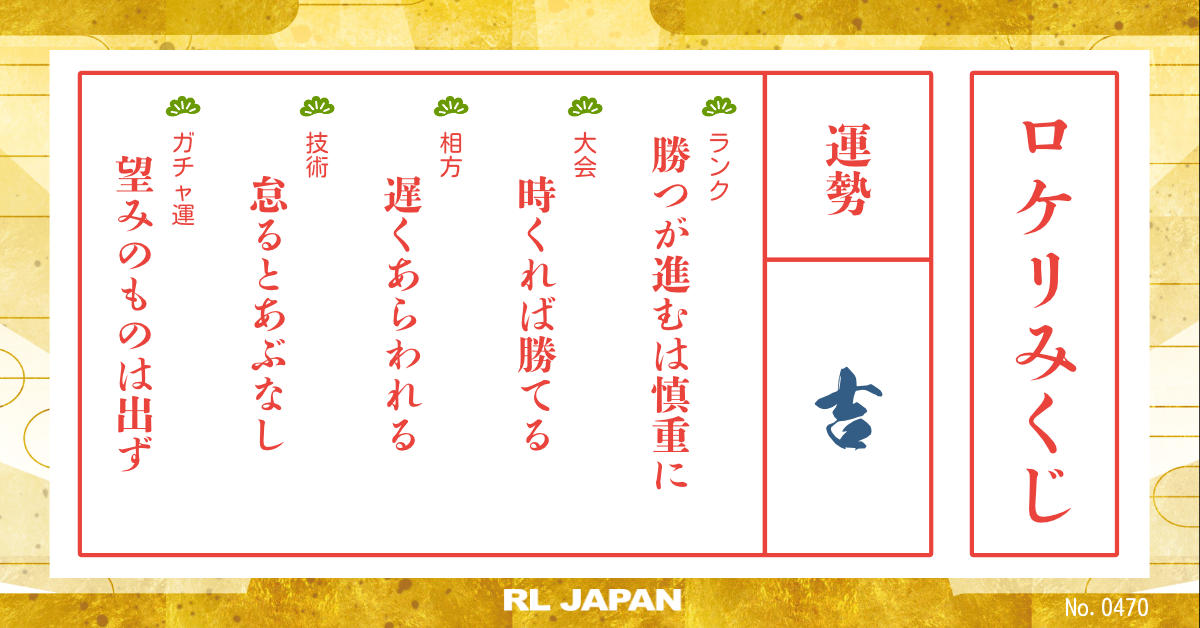 ロケリみくじ
運勢
吉
ランク
勝つが進むは慎重に
大会
時くれば勝てる
相方
遅くあらわれる
技術
怠るとあぶなし
ガチャ運
望みのものは出ず
RL JAPAN
No. 0470